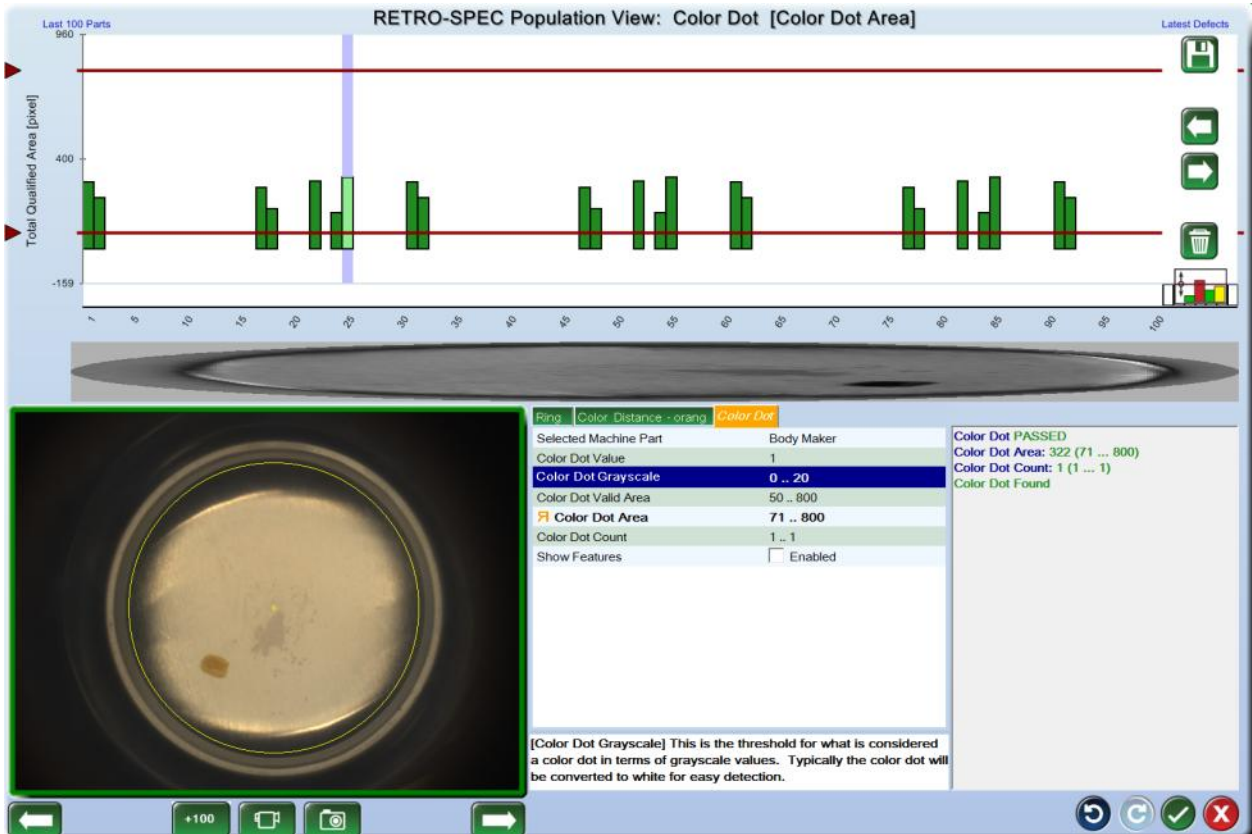 RETRO-SPEC Population View: Color Dot [Color Dot Area]
Last 100 Parts
Latest Defects
Total Qualified Area [pixel]
960
400
-159
1
5
10
15
20
25
30
35
40
45
50
55
60
65
70
75
80
85
90
95
100
Ring
Color Distance - orang
Color Dot
Selected Machine Part Body Maker
Color Dot Value 1
Color Dot Grayscale 0 .. 20
Color Dot Valid Area 50 .. 800
Я Color Dot Area 71 .. 800
Color Dot Count 1 .. 1
Show Features Enabled
[Color Dot Grayscale] This is the threshold for what is considered
a color dot in terms of grayscale values. Typically the color dot will
be converted to white for easy detection.
Color Dot PASSED
Color Dot Area: 322 (71 ... 800)
Color Dot Count: 1 (1 ... 1)
Color Dot Found
+100